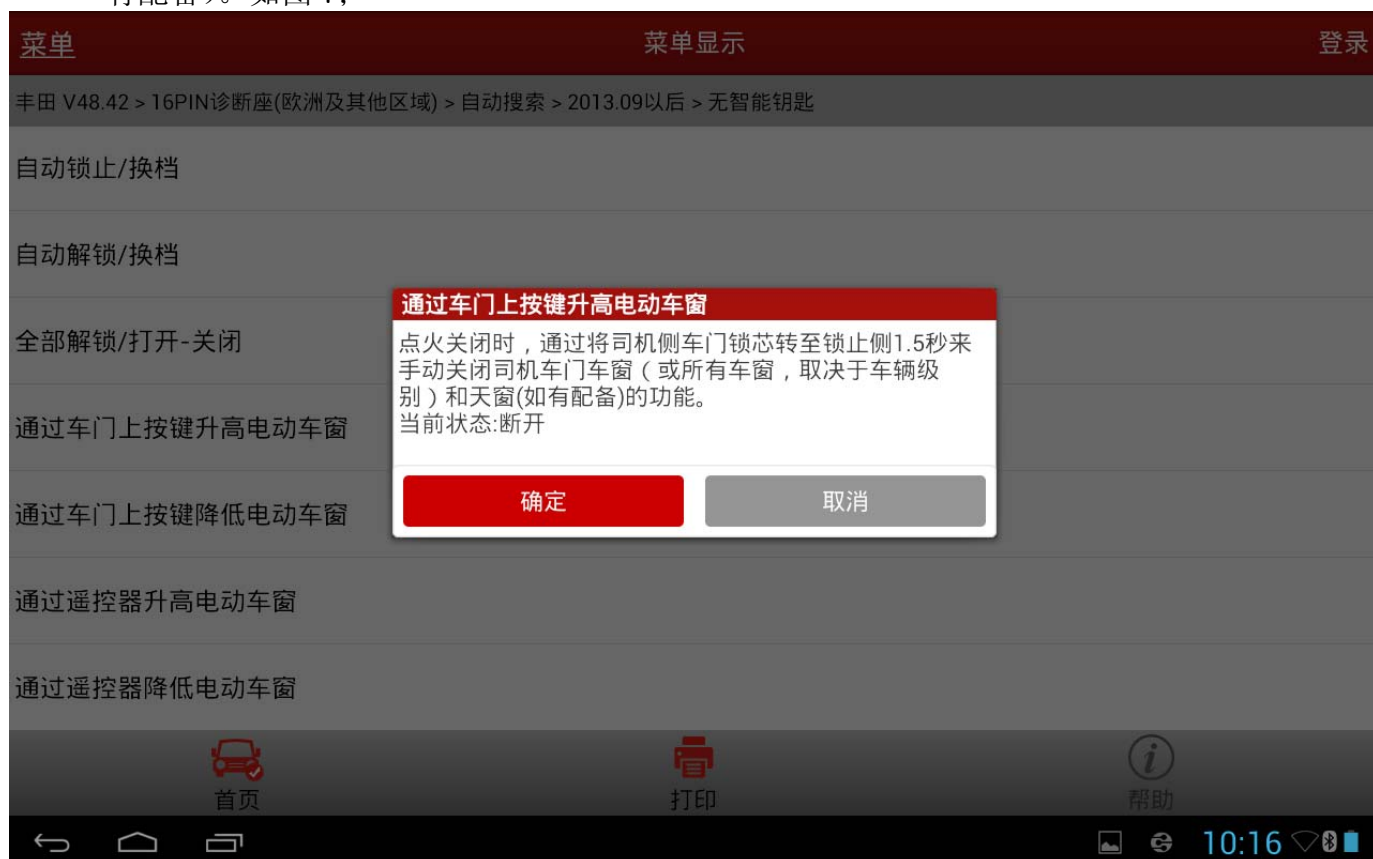 有配备)。如图
菜单
菜单显示
登录
丰田 V48.42 > 16PIN诊断座(欧洲及其他区域) > 自动搜索 > 2013.09以后 > 无智能钥匙
自动锁止/换档
自动解锁/换档
全部解锁/打开-关闭
通过车门上按键升高电动车窗
通过车门上按键降低电动车窗
通过遥控器升高电动车窗
通过遥控器降低电动车窗
通过车门上按键升高电动车窗
点火关闭时，通过将司机侧车门锁芯转至锁止侧1.5秒来
手动关闭司机车门车窗（或所有车窗，取决于车辆级
别）和天窗(如有配备)的功能。
当前状态:断开
确定
取消
首页
打印
帮助
10:16